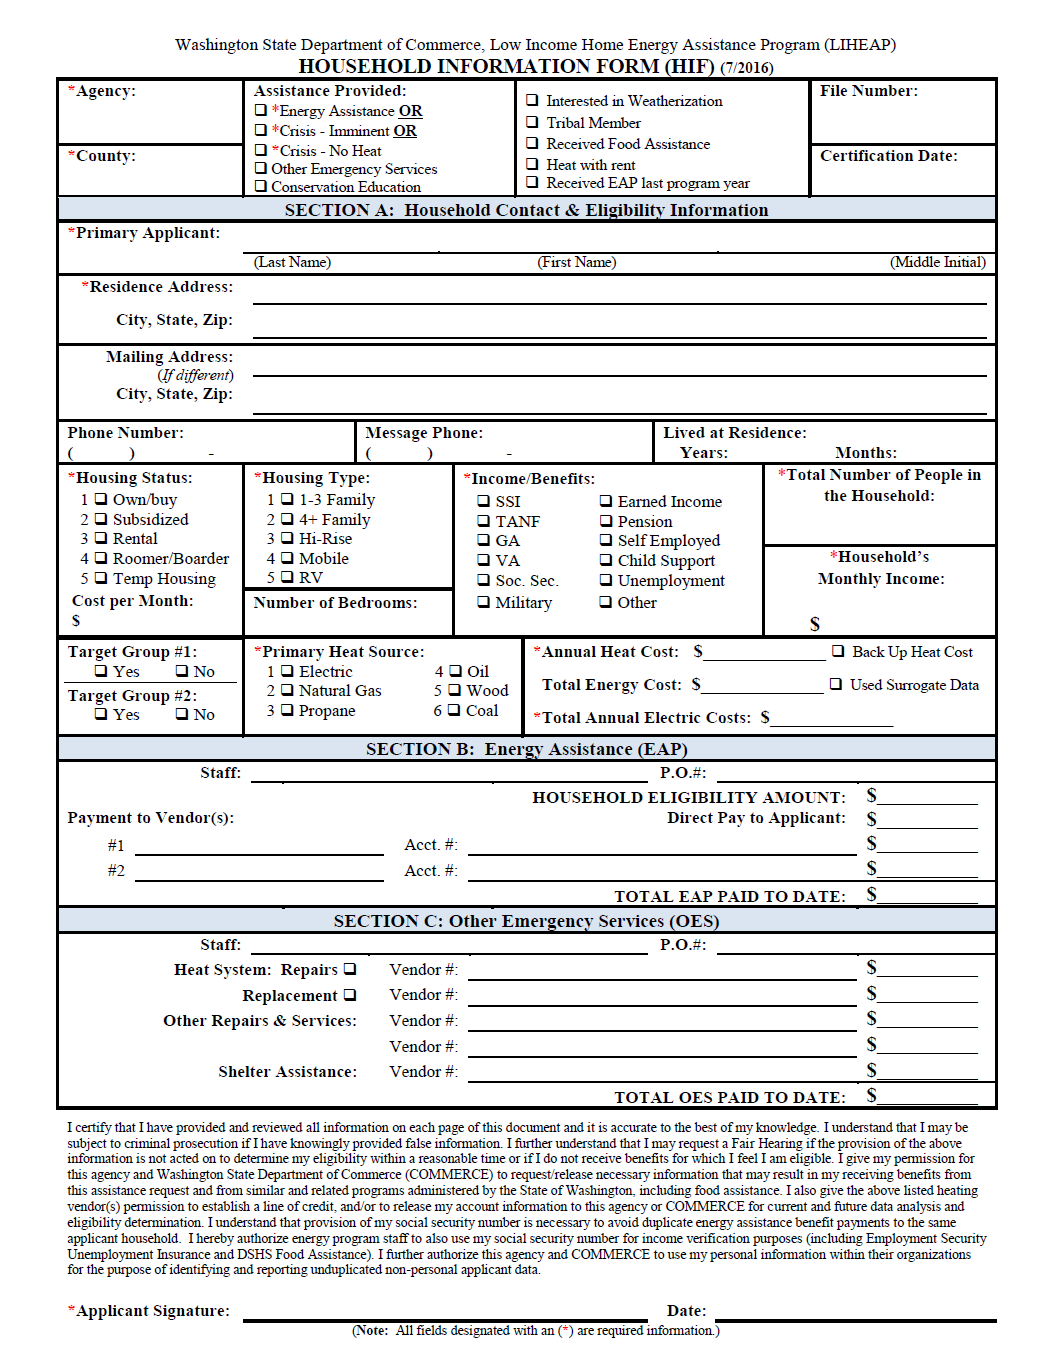 Washington State Department of Commerce, Low Income Home Energy Assistance Program (LIHEAP)
HOUSEHOLD INFORMATION FORM (HIF) (7/2016)
*Agency:
*County:
Assistance Provided:
❑ *Energy Assistance OR
❑ *Crisis - Imminent OR
❑ *Crisis - No Heat
❑ Other Emergency Services
❑ Conservation Education
❑ Interested in Weatherization
❑ Tribal Member
❑ Received Food Assistance
❑ Heat with rent
❑ Received EAP last program year
File Number:
Certification Date:
SECTION A: Household Contact & Eligibility Information
*Primary Applicant:
(Last Name) (First Name) (Middle Initial)
*Residence Address:
City, State, Zip:
Mailing Address:
(If different)
City, State, Zip:
Phone Number:
( ) -
Message Phone:
( ) -
Lived at Residence:
Years: Months:
*Housing Status:
1 ❑ Own/buy
2 ❑ Subsidized
3 ❑ Rental
4 ❑ Roomer/Boarder
5 ❑ Temp Housing
Cost per Month:
$
*Housing Type:
1 ❑ 1-3 Family
2 ❑ 4+ Family
3 ❑ Hi-Rise
4 ❑ Mobile
5 ❑ RV
Number of Bedrooms:
*Income/Benefits:
❑ SSI ❑ Earned Income
❑ TANF ❑ Pension
❑ GA ❑ Self Employed
❑ VA ❑ Child Support
❑ Soc. Sec. ❑ Unemployment
❑ Military ❑ Other
*Total Number of People in
the Household:
*Household's
Monthly Income:
$
Target Group #1:
❑ Yes ❑ No
Target Group #2:
❑ Yes ❑ No
*Primary Heat Source:
1 ❑ Electric 4 ❑ Oil
2 ❑ Natural Gas 5 ❑ Wood
3 ❑ Propane 6 ❑ Coal
*Annual Heat Cost: $_______________ ❑ Back Up Heat Cost
Total Energy Cost: $_______________ ❑ Used Surrogate Data
*Total Annual Electric Costs: $_______________
SECTION B: Energy Assistance (EAP)
Staff: P.O.#:
HOUSEHOLD ELIGIBILITY AMOUNT: $__________
Payment to Vendor(s): Direct Pay to Applicant: $__________
#1 Acct. #: $__________
#2 Acct. #: $__________
TOTAL EAP PAID TO DATE: $__________
SECTION C: Other Emergency Services (OES)
Staff: P.O.#:
Heat System: Repairs ❑ Vendor #: $__________
Replacement ❑ Vendor #: $__________
Other Repairs & Services: Vendor #: $__________
Vendor #: $__________
Shelter Assistance: Vendor #: $__________
TOTAL OES PAID TO DATE: $__________
I certify that I have provided and reviewed all information on each page of this document and it is accurate to the best of my knowledge. I understand that I may be
subject to criminal prosecution if I have knowingly provided false information. I further understand that I may request a Fair Hearing if the provision of the above
information is not acted on to determine my eligibility within a reasonable time or if I do not receive benefits for which I feel I am eligible. I give my permission for
this agency and Washington State Department of Commerce (COMMERCE) to request/release necessary information that may result in my receiving benefits from
this assistance request and from similar and related programs administered by the State of Washington, including food assistance. I also give the above listed heating
vendor(s) permission to establish a line of credit, and/or to release my account information to this agency or COMMERCE for current and future data analysis and
eligibility determination. I understand that provision of my social security number is necessary to avoid duplicate energy assistance benefit payments to the same
applicant household. I hereby authorize energy program staff to also use my social security number for income verification purposes (including Employment Security
Unemployment Insurance and DSHS Food Assistance). I further authorize this agency and COMMERCE to use my personal information within their organizations
for the purpose of identifying and reporting unduplicated non-personal applicant data.
*Applicant Signature: Date:
(Note: All fields designated with an (*) are required information.)